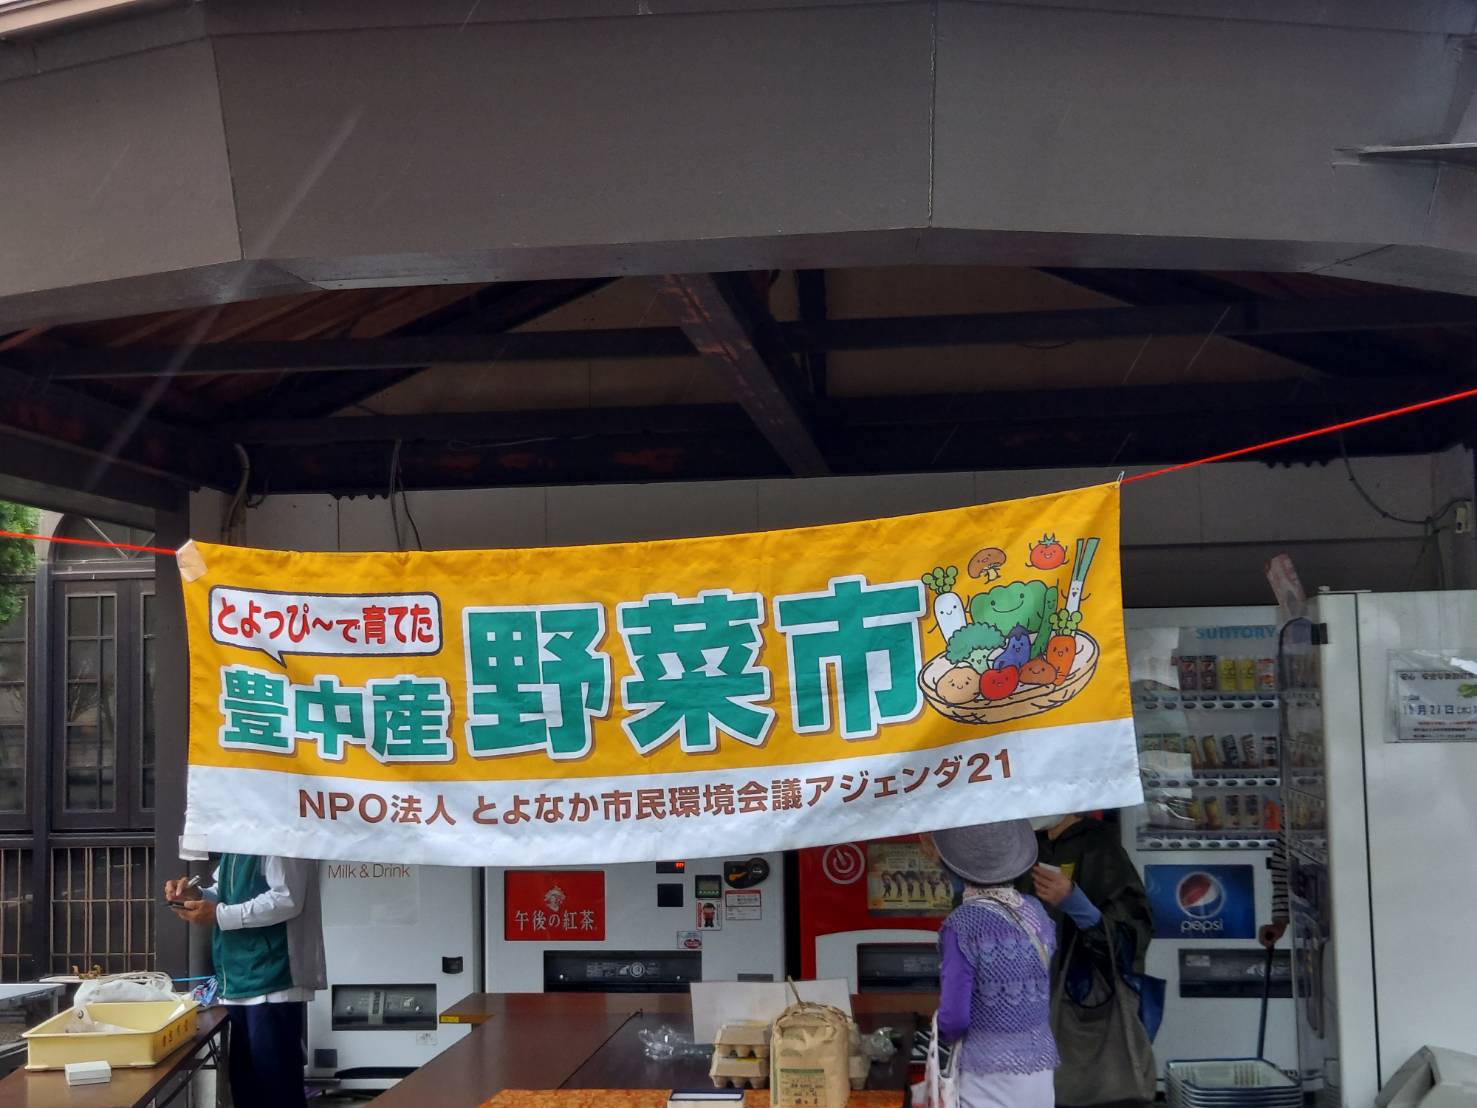 とよっぴ～で育てた
豊中産
野菜市
NPO法人 とよなか市民環境会議アジェンダ21
SUNTORY
Milk & Drink
午後の紅茶
pepsi